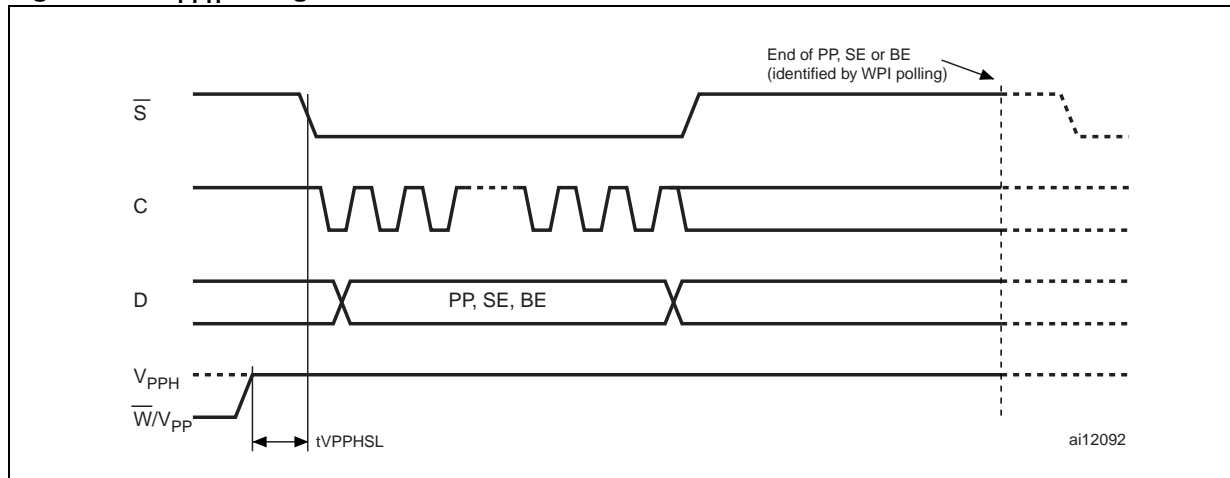 End of PP, SE or BE
(identified by WPI polling)
S̅
C
D
PP, SE, BE
VPPH
W̅/VPP
tVPPHSL
ai12092